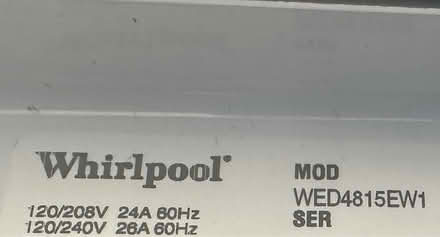 Whirlpool
MOD
WED4815EW1
120/208V 24A 60Hz
SER
120/240V 26A 60Hz